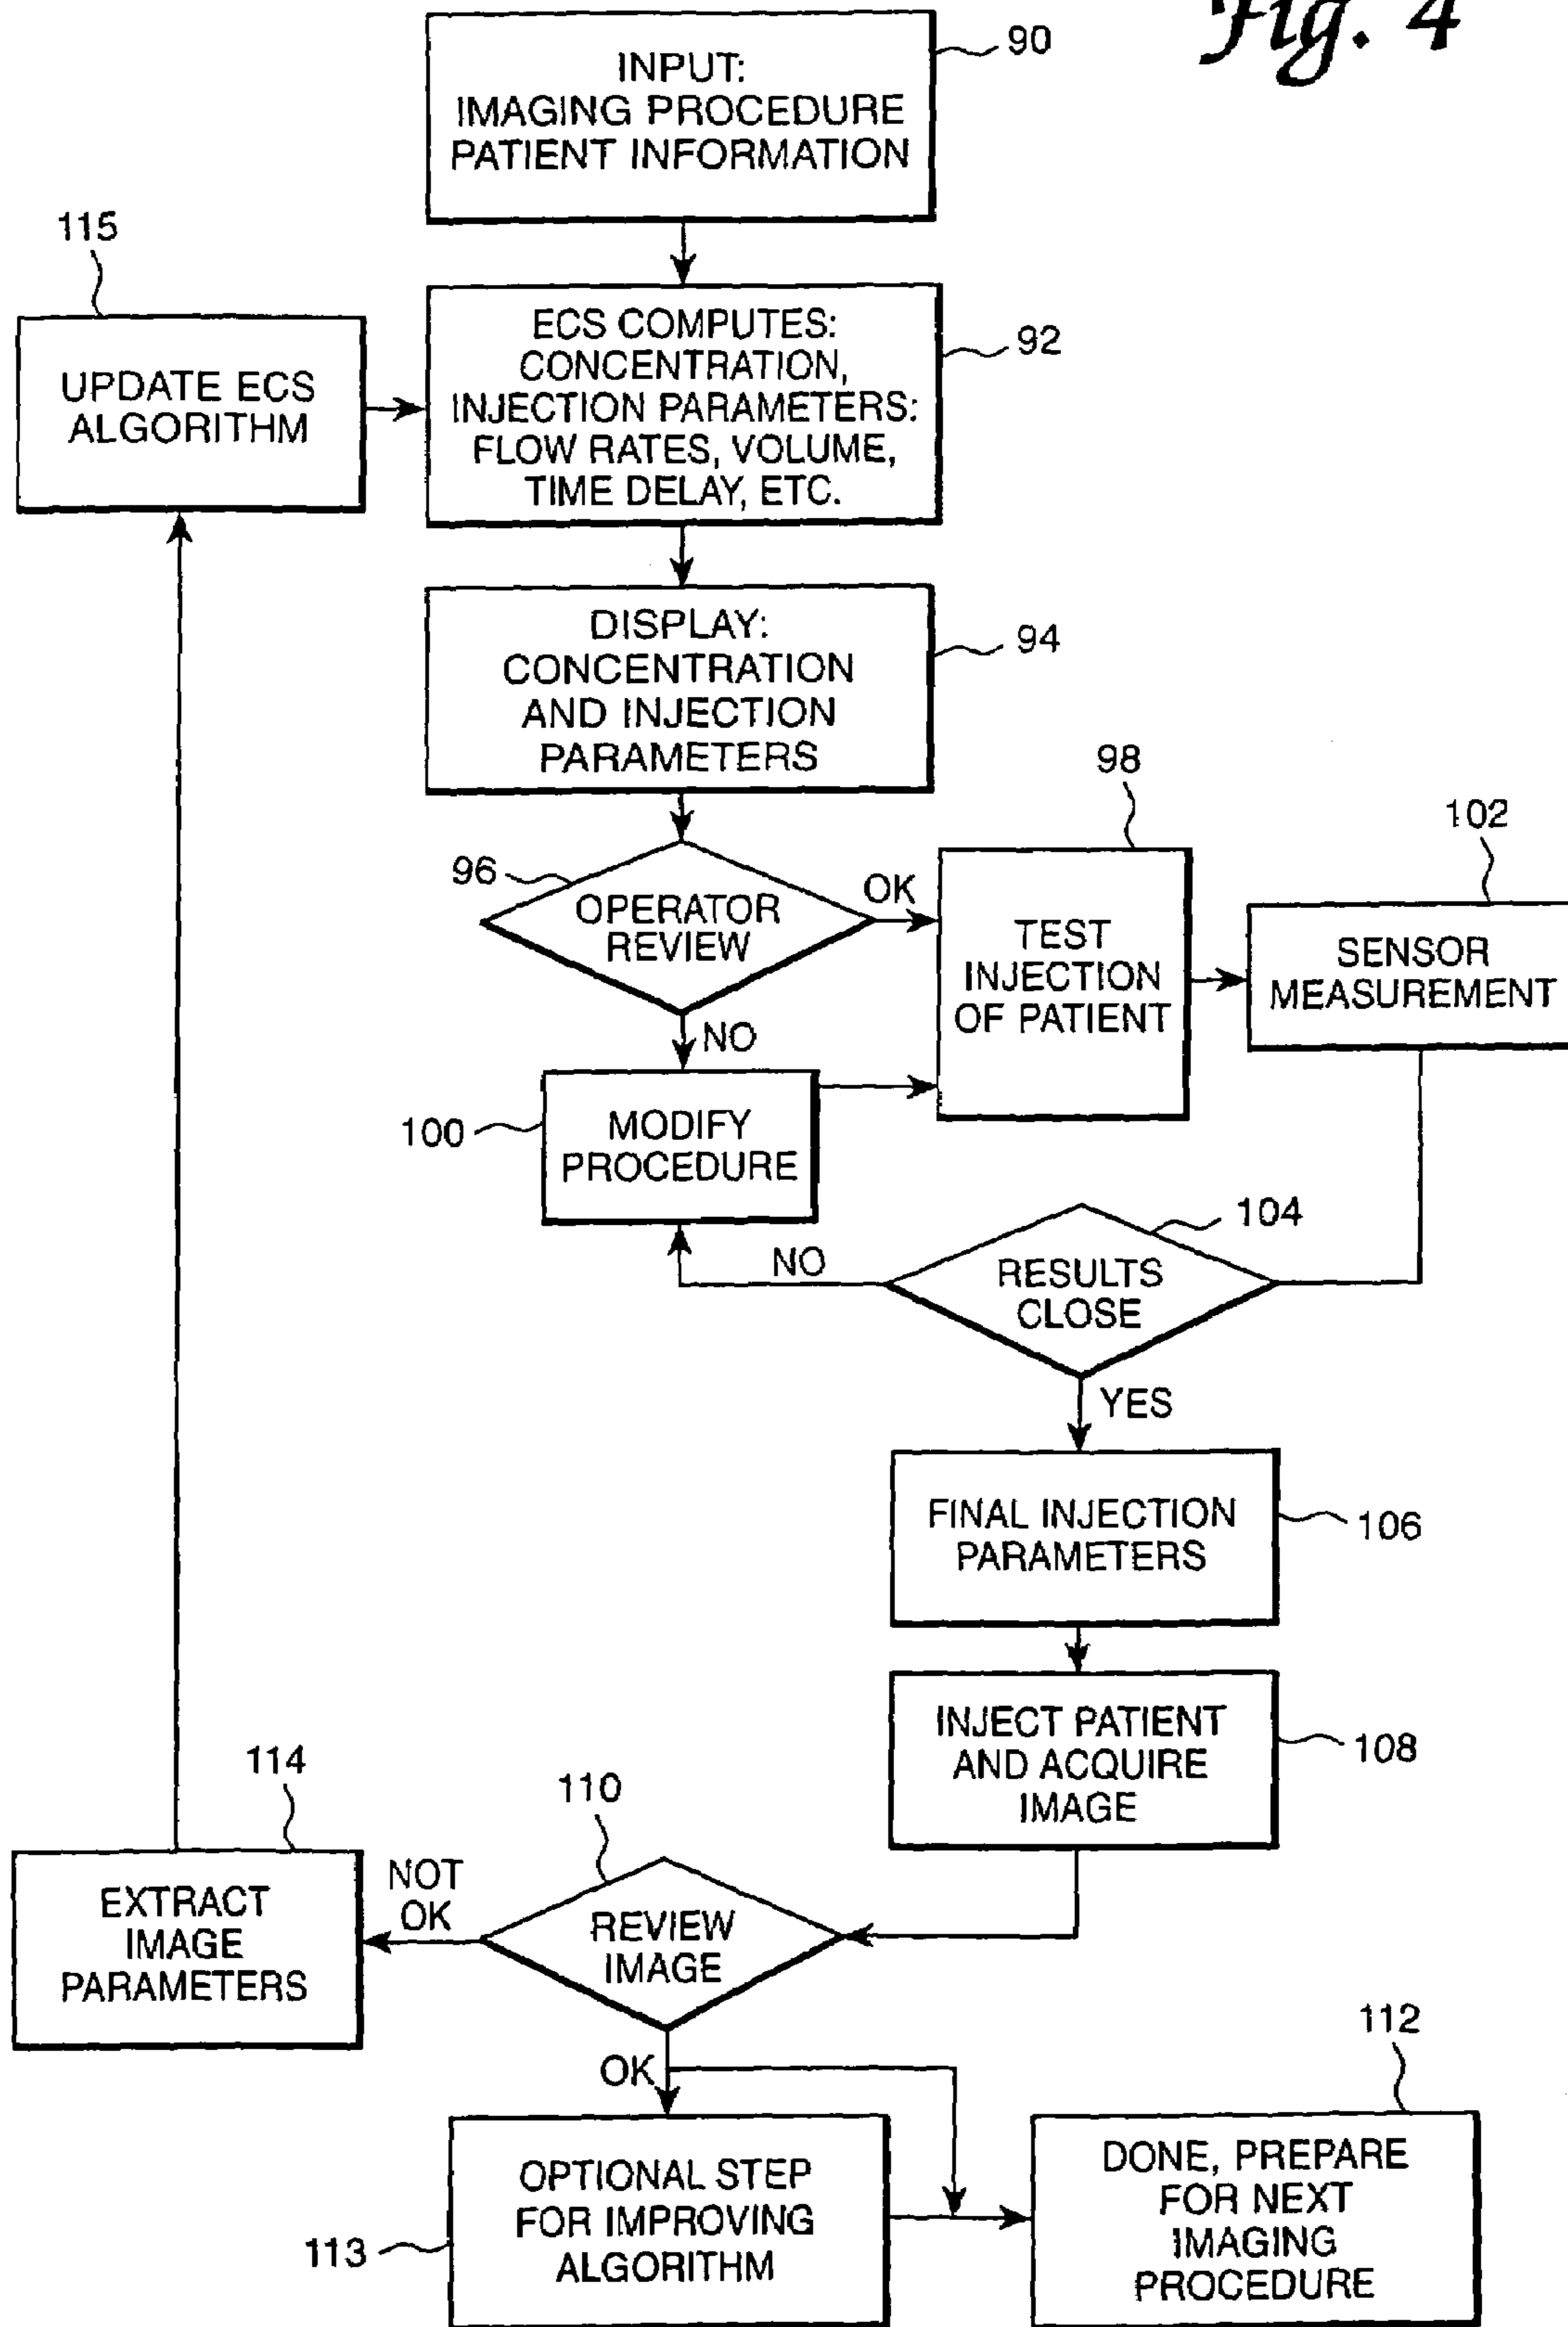 Fig. 4
90
INPUT:
IMAGING PROCEDURE
PATIENT INFORMATION
115
UPDATE ECS
ALGORITHM
92
ECS COMPUTES:
CONCENTRATION,
INJECTION PARAMETERS:
FLOW RATES, VOLUME,
TIME DELAY, ETC.
94
DISPLAY:
CONCENTRATION
AND INJECTION
PARAMETERS
96
OPERATOR
REVIEW
OK
NO
98
TEST
INJECTION
OF PATIENT
102
SENSOR
MEASUREMENT
100
MODIFY
PROCEDURE
104
RESULTS
CLOSE
NO
YES
FINAL INJECTION
PARAMETERS
106
INJECT PATIENT
AND ACQUIRE
IMAGE
108
110
REVIEW
IMAGE
NOT
OK
114
EXTRACT
IMAGE
PARAMETERS
OK
113
OPTIONAL STEP
FOR IMPROVING
ALGORITHM
112
DONE, PREPARE
FOR NEXT
IMAGING
PROCEDURE